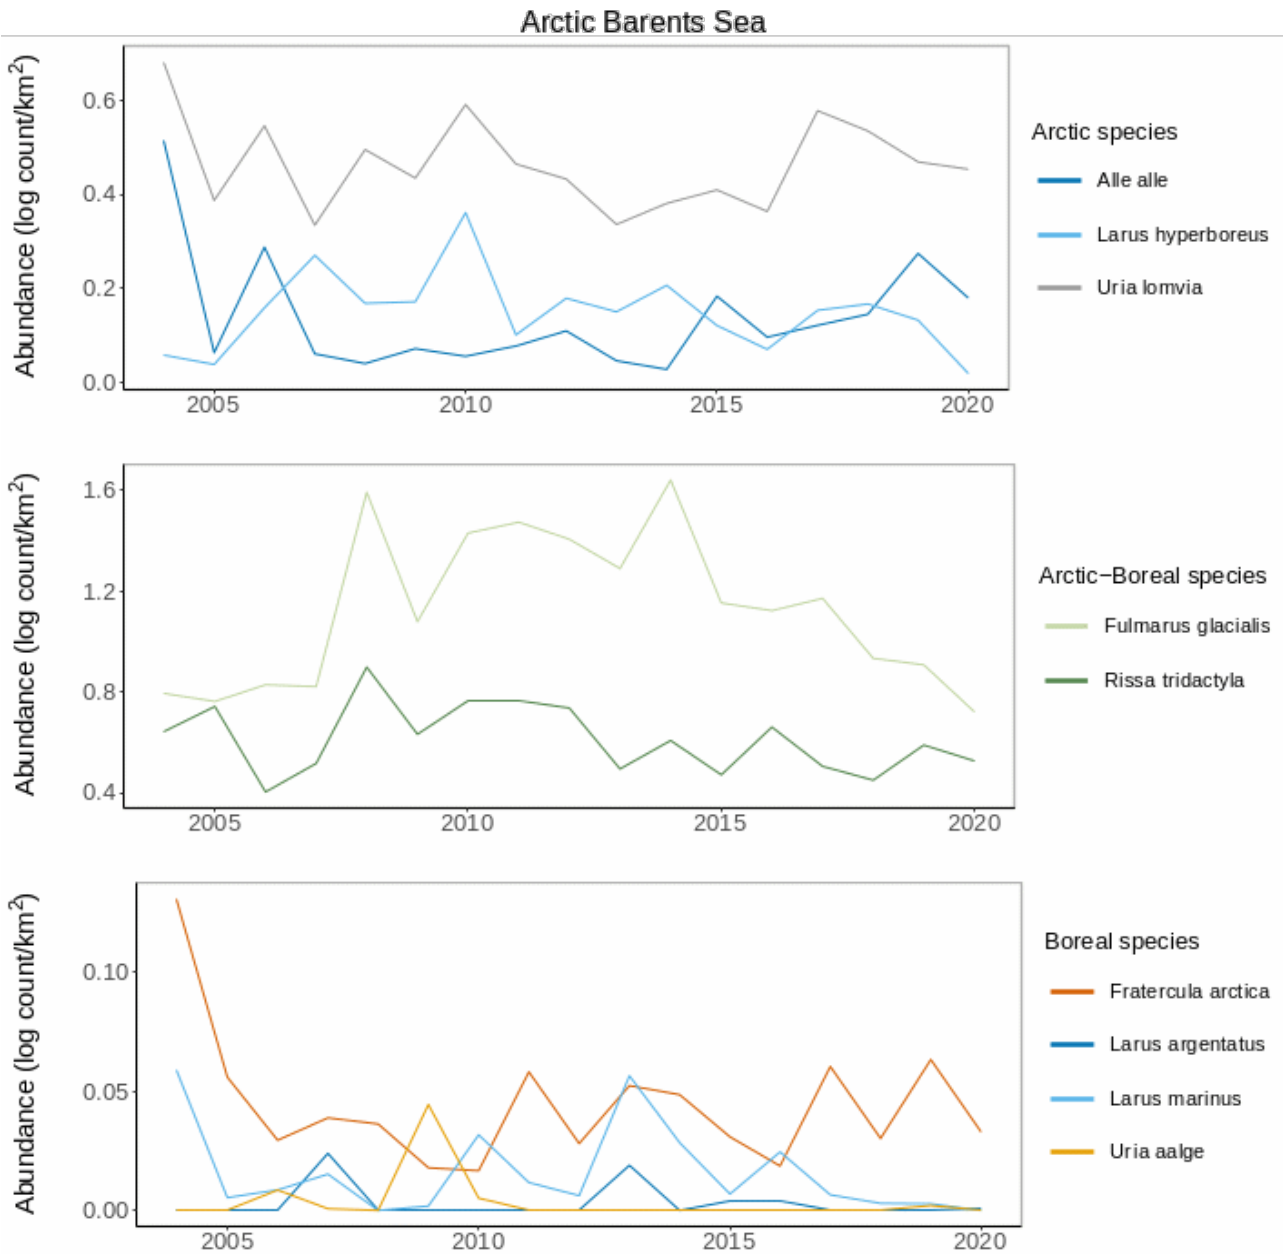 Arctic Barents Sea
Abundance (log count/km²)
0.6
0.4
0.2
0.0
2005 2010 2015 2020
Arctic species
Alle alle
Larus hyperboreus
Uria lomvia
Abundance (log count/km²)
1.6
1.2
0.8
0.4
2005 2010 2015 2020
Arctic−Boreal species
Fulmarus glacialis
Rissa tridactyla
Abundance (log count/km²)
0.10
0.05
0.00
2005 2010 2015 2020
Boreal species
Fratercula arctica
Larus argentatus
Larus marinus
Uria aalge